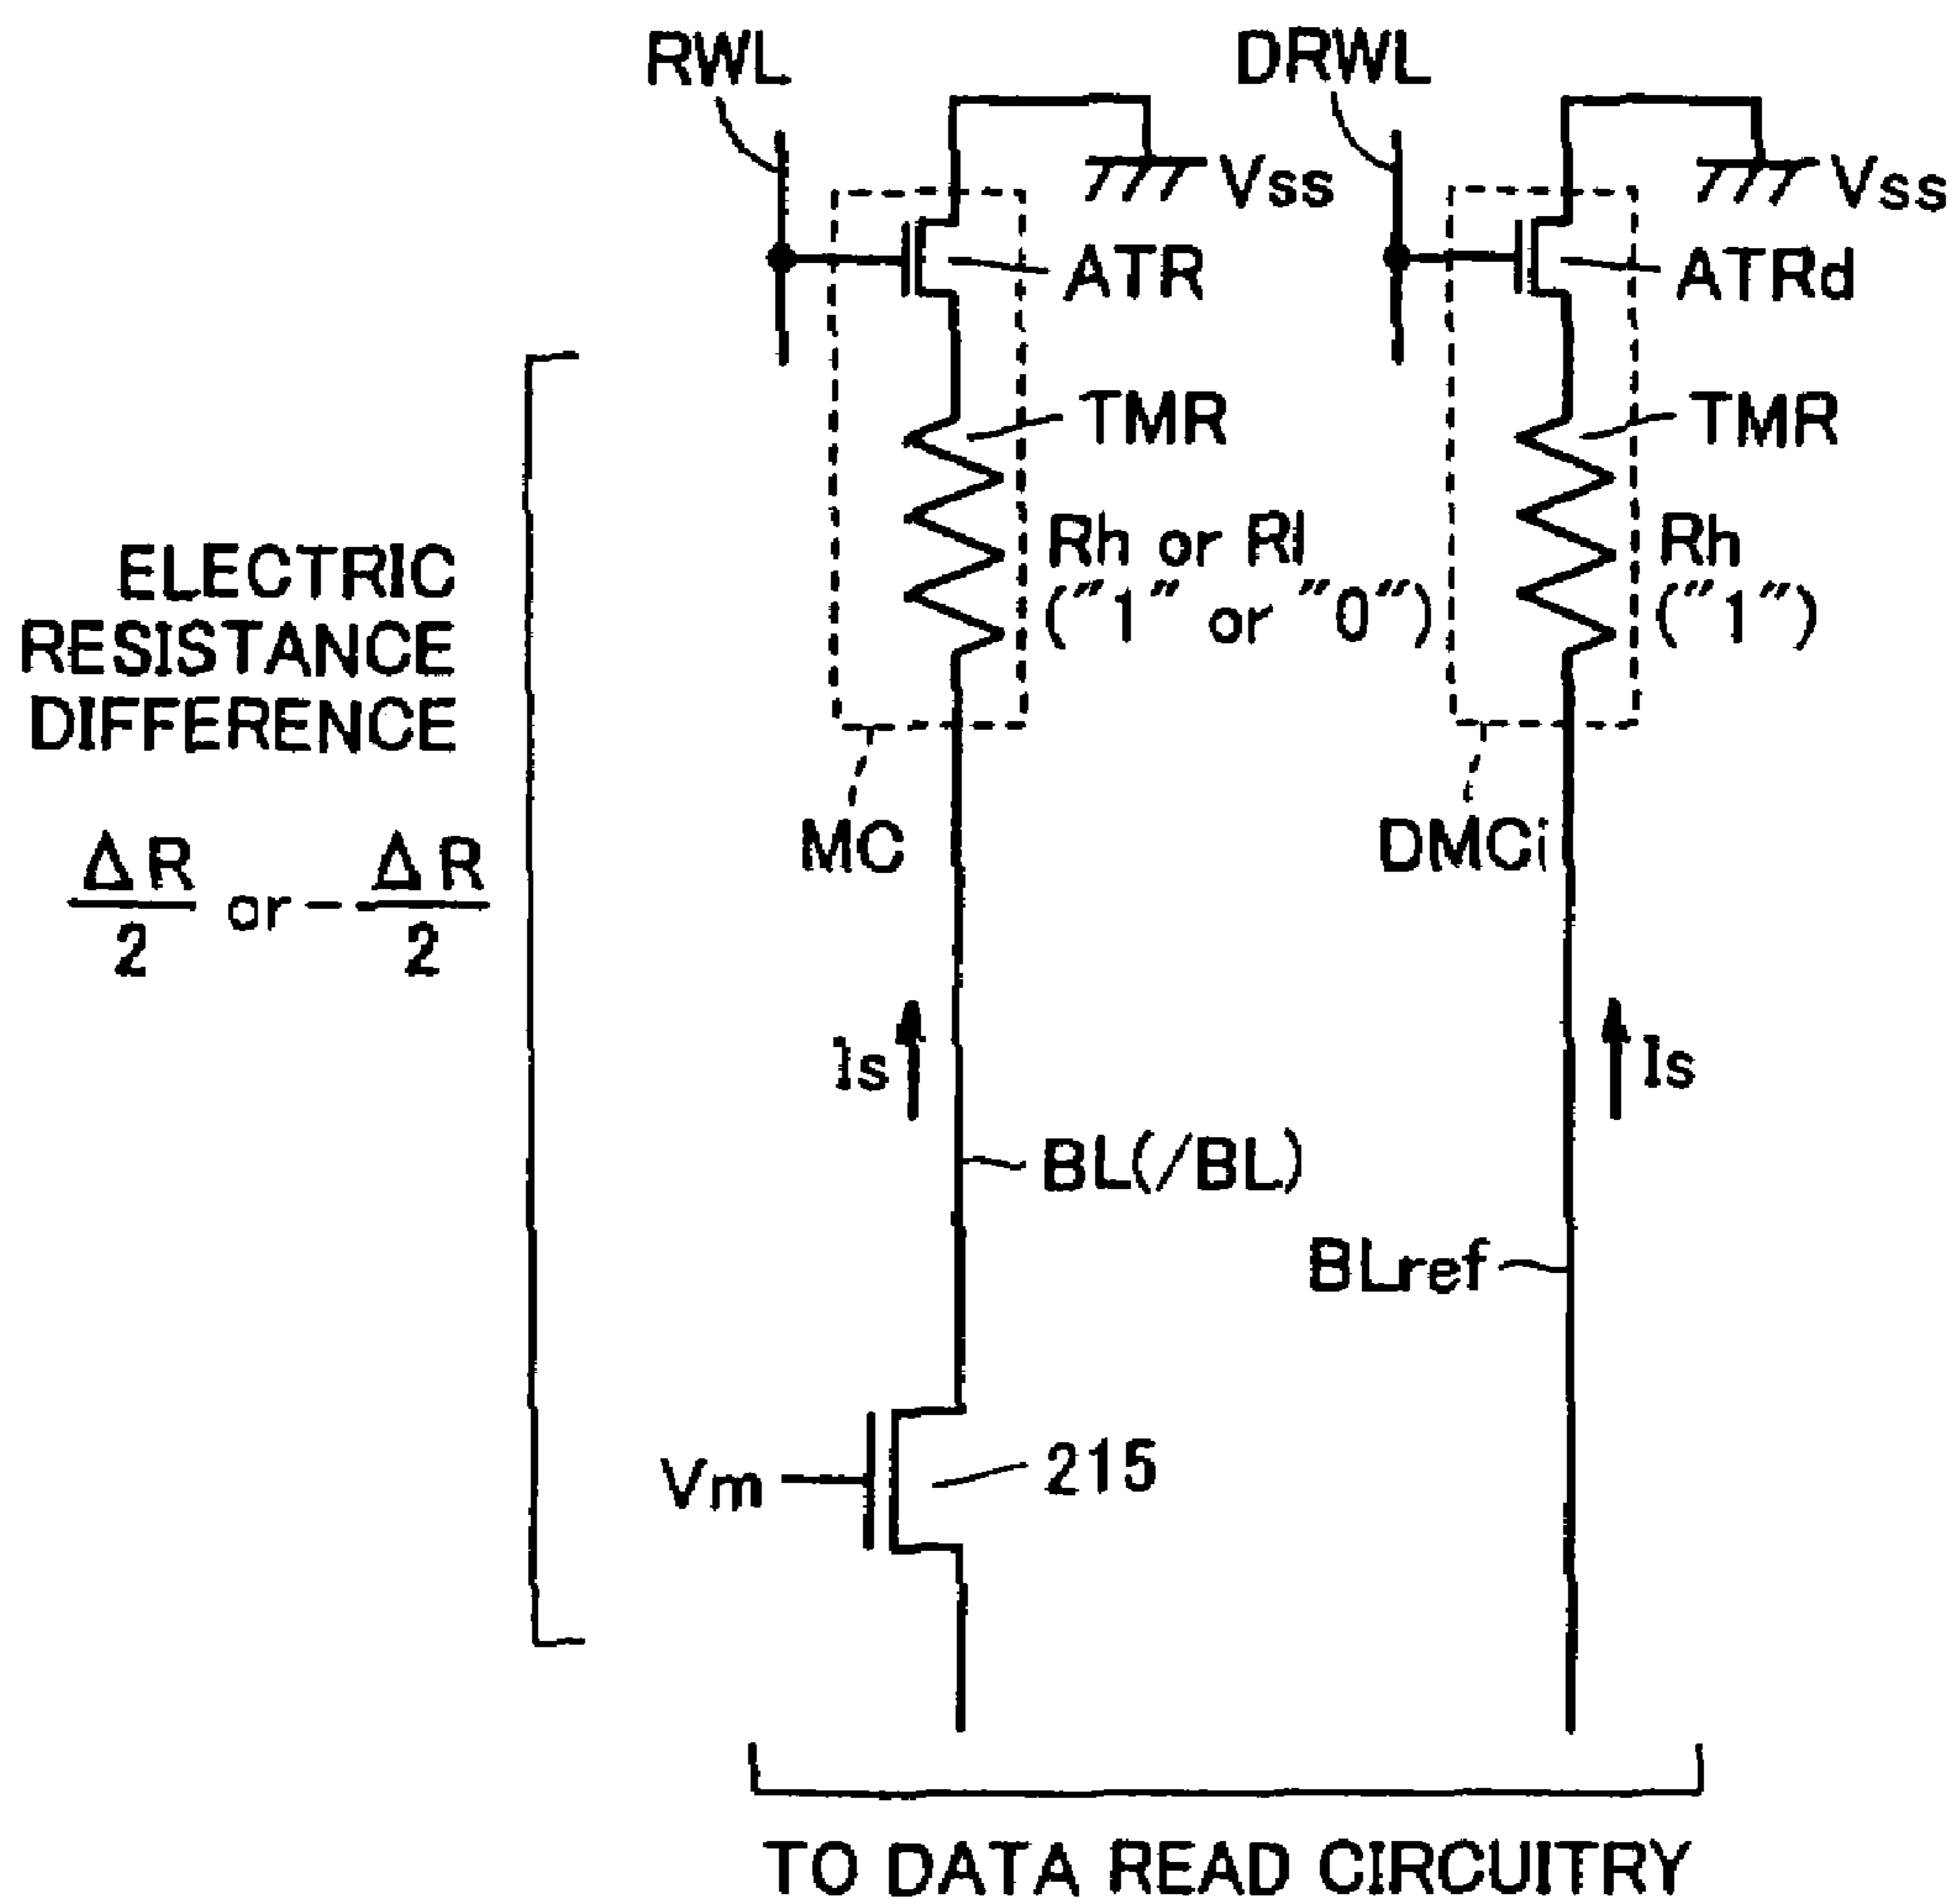 RWL
DRWL
Vss
Vss
ATR
ATRd
TMR
TMR
Rh or Rl
("1" or "0")
Rh
("1")
ELECTRIC
RESISTANCE
DIFFERENCE
ΔR/2 or -ΔR/2
MC
DMCi
Is
Is
BL(/BL)
BLref
Vm
215
TO DATA READ CIRCUITRY